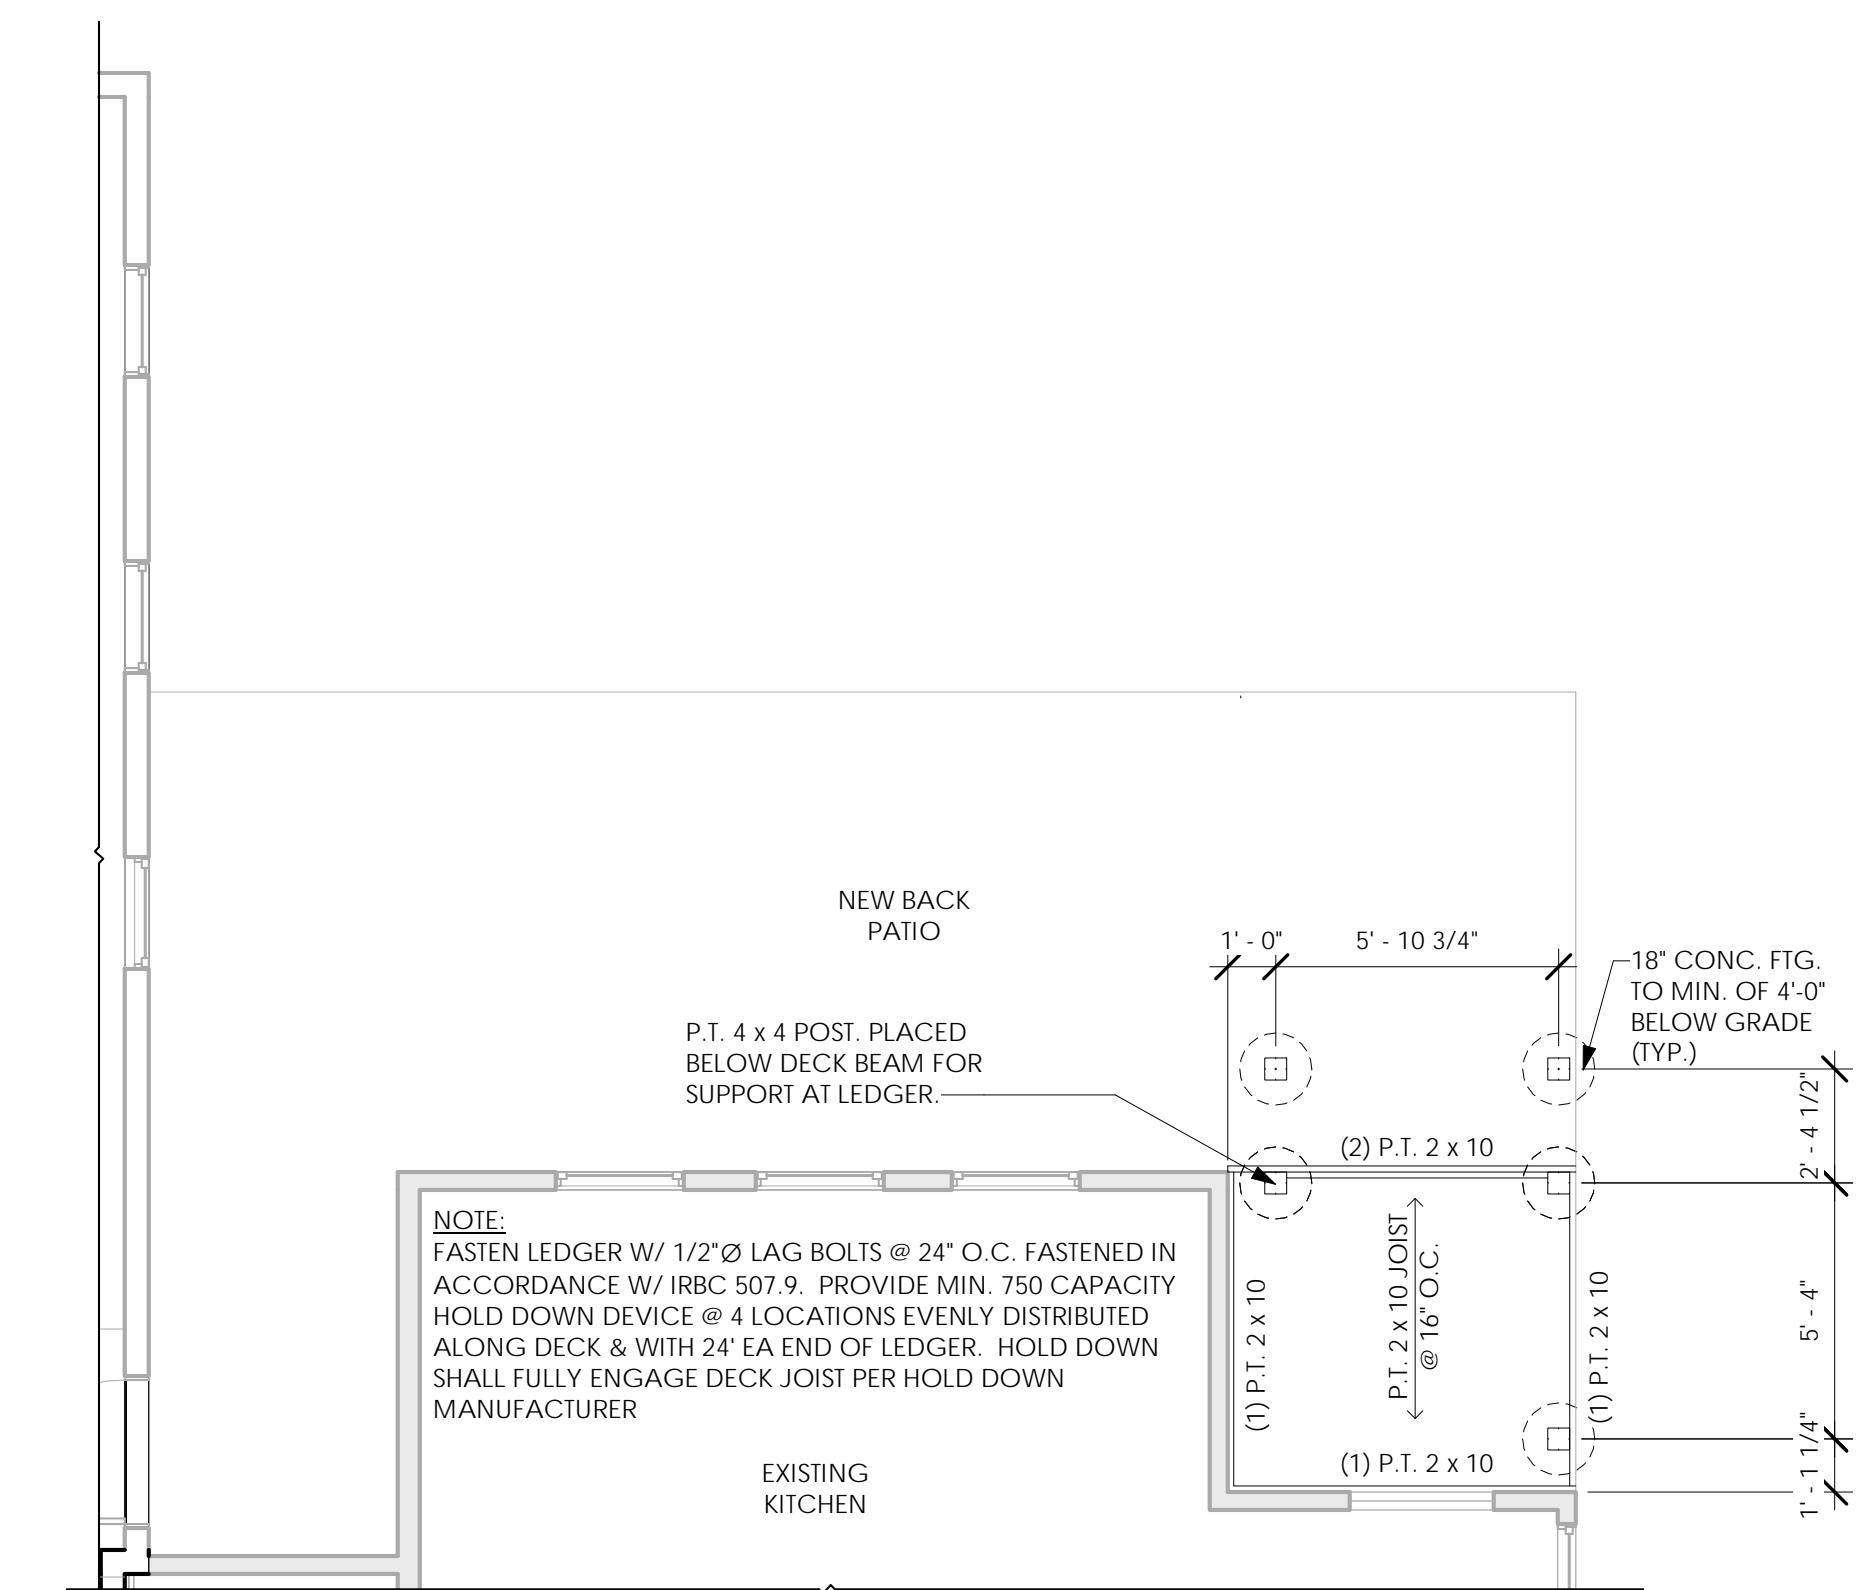 NEW BACK
PATIO
1' - 0"
5' - 10 3/4"
18" CONC. FTG.
TO MIN. OF 4'-0"
BELOW GRADE
(TYP.)
P.T. 4 x 4 POST. PLACED
BELOW DECK BEAM FOR
SUPPORT AT LEDGER.
2' - 4 1/2"
(2) P.T. 2 x 10
NOTE:
FASTEN LEDGER W/ 1/2"Ø LAG BOLTS @ 24" O.C. FASTENED IN
ACCORDANCE W/ IRBC 507.9.  PROVIDE MIN. 750 CAPACITY
HOLD DOWN DEVICE @ 4 LOCATIONS EVENLY DISTRIBUTED
ALONG DECK & WITH 24' EA END OF LEDGER.  HOLD DOWN
SHALL FULLY ENGAGE DECK JOIST PER HOLD DOWN
MANUFACTURER
(1) P.T. 2 x 10
P.T. 2 x 10 JOIST
@ 16" O.C.
(1) P.T. 2 x 10
5' - 4"
(1) P.T. 2 x 10
1' - 1 1/4"
EXISTING
KITCHEN